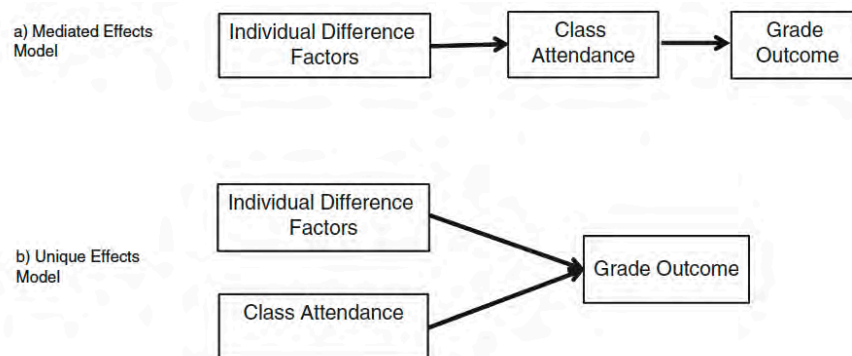 a) Mediated Effects
Model
Individual Difference
Factors
Class
Attendance
Grade
Outcome
b) Unique Effects
Model
Individual Difference
Factors
Class Attendance
Grade Outcome